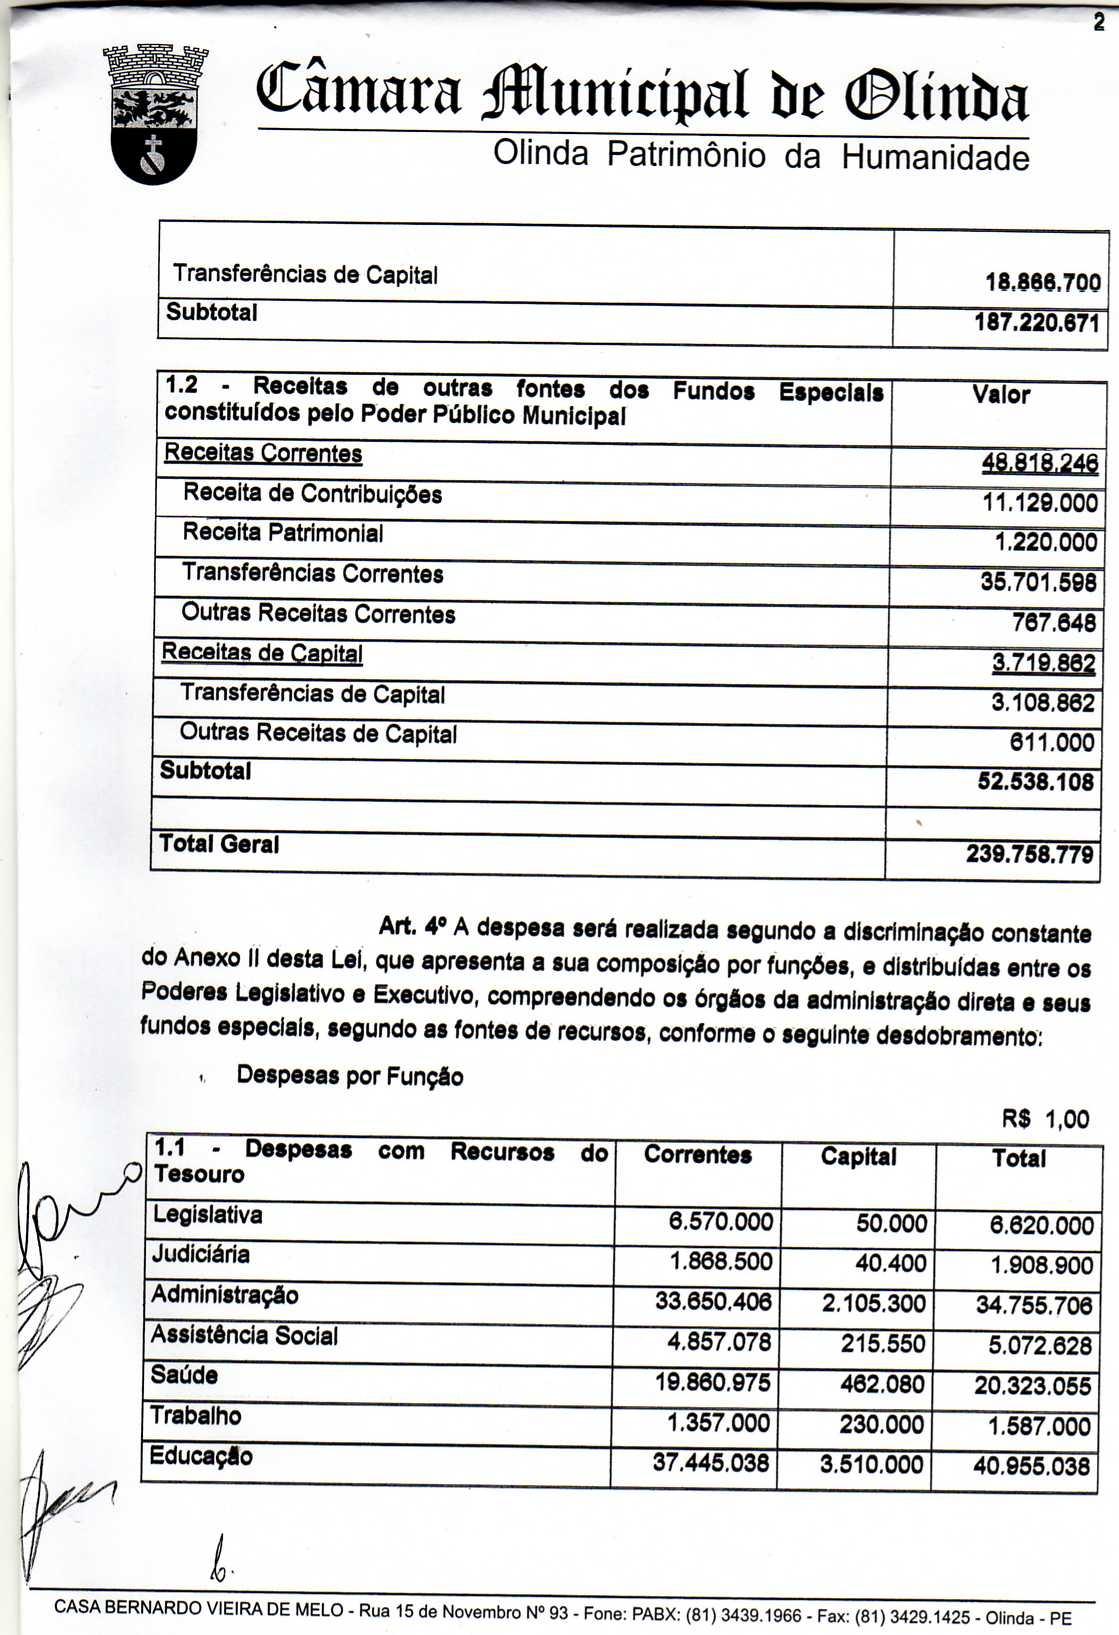 2
Câmara Municipal de Olinda
Olinda Patrimônio da Humanidade
Transferências de Capital 18.866.700
Subtotal 187.220.671
1.2 - Receitas de outras fontes dos Fundos Especiais Valor
constituídos pelo Poder Público Municipal
Receitas Correntes 48.818.246
Receita de Contribuições 11.129.000
Receita Patrimonial 1.220.000
Transferências Correntes 35.701.598
Outras Receitas Correntes 767.648
Receitas de Capital 3.719.862
Transferências de Capital 3.108.862
Outras Receitas de Capital 611.000
Subtotal 52.538.108
Total Geral 239.758.779
Art. 4º A despesa será realizada segundo a discriminação constante
do Anexo II desta Lei, que apresenta a sua composição por funções, e distribuídas entre os
Poderes Legislativo e Executivo, compreendendo os órgãos da administração direta e seus
fundos especiais, segundo as fontes de recursos, conforme o seguinte desdobramento:
1. Despesas por Função
R$ 1,00
1.1 - Despesas com Recursos do Correntes Capital Total
Tesouro
Legislativa 6.570.000 50.000 6.620.000
Judiciária 1.868.500 40.400 1.908.900
Administração 33.650.406 2.105.300 34.755.706
Assistência Social 4.857.078 215.550 5.072.628
Saúde 19.860.975 462.080 20.323.055
Trabalho 1.357.000 230.000 1.587.000
Educação 37.445.038 3.510.000 40.955.038
CASA BERNARDO VIEIRA DE MELO - Rua 15 de Novembro Nº 93 - Fone: PABX: (81) 3439.1966 - Fax: (81) 3429.1425 - Olinda - PE